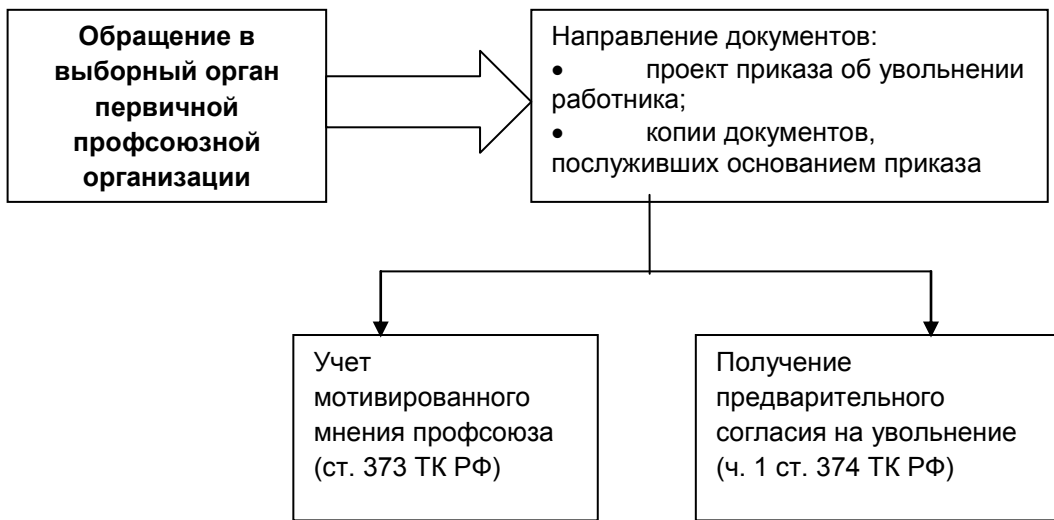 Обращение в
выборный орган
первичной
профсоюзной
организации
Направление документов:
• проект приказа об увольнении
работника;
• копии документов,
послуживших основанием приказа
Учет
мотивированного
мнения профсоюза
(ст. 373 ТК РФ)
Получение
предварительного
согласия на увольнение
(ч. 1 ст. 374 ТК РФ)